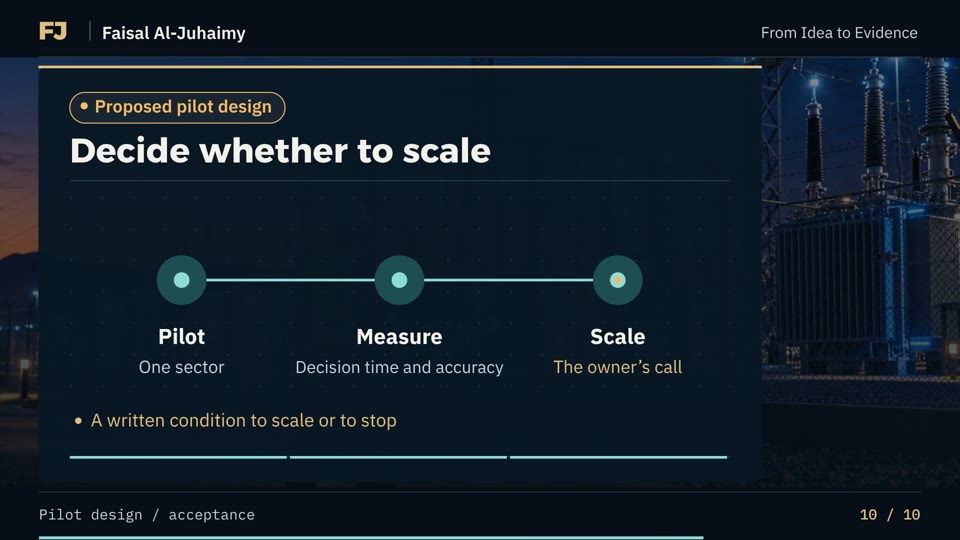 FJ
Faisal Al-Juhaimy
From Idea to Evidence
• Proposed pilot design
Decide whether to scale
Pilot
Measure
Scale
One sector
Decision time and accuracy
The owner’s call
• A written condition to scale or to stop
Pilot design / acceptance
10 / 10